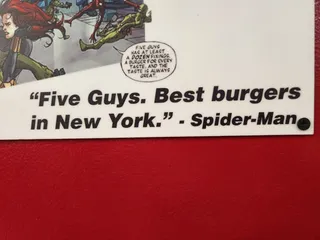 FIVE GUYS
HAS AT LEAST
A DOZEN FIXINGS,
A BURGER FOR EVERY
TASTE. AND THE
TASTE IS ALWAYS
GREAT.
“Five Guys. Best burgers
in New York.” - Spider-Man